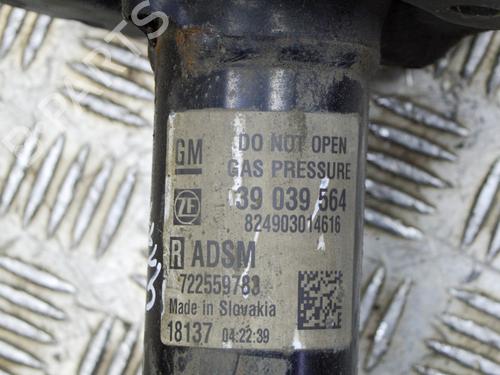 GM
DO NOT OPEN
GAS PRESSURE
ZF
39 039 564
824903014616
R ADSM
722559783
Made in Slovakia
18137 04:22:39